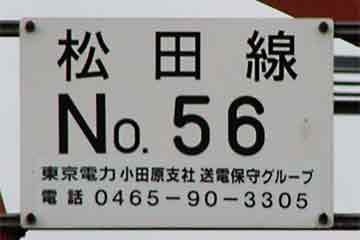 松田線
No. 56
東京電力 小田原支社 送電保守グループ
電話 0465-90-3305